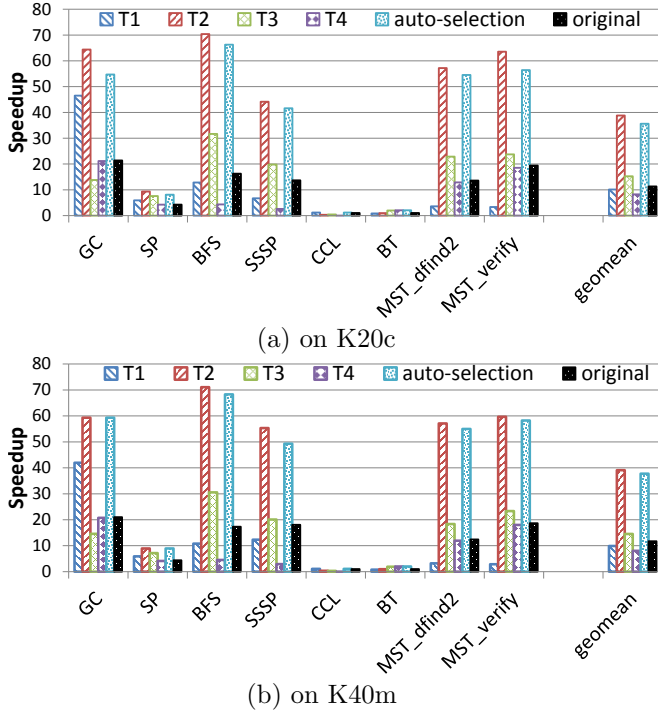 80
70
60
50
40
30
20
10
0
Speedup
T1 T2 T3 T4 auto-selection original
GC SP BFS SSSP CCL BT MST_dfind2 MST_verify geomean
(a) on K20c
80
70
60
50
40
30
20
10
0
Speedup
T1 T2 T3 T4 auto-selection original
GC SP BFS SSSP CCL BT MST_dfind2 MST_verify geomean
(b) on K40m